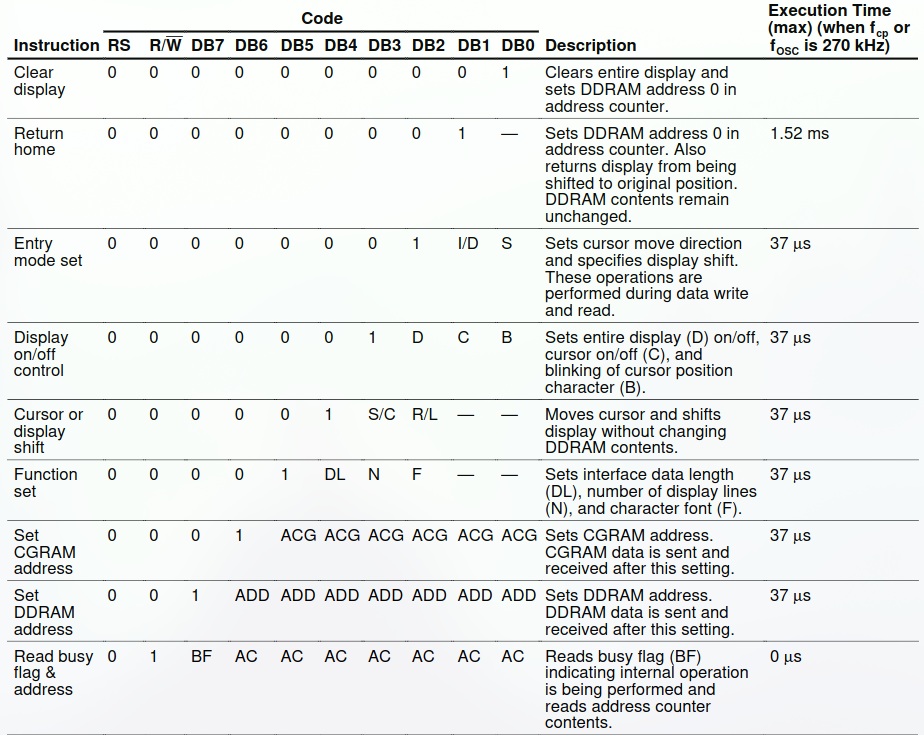 Code
Execution Time
(max) (when fcp or
Instruction RS R/W̅ DB7 DB6 DB5 DB4 DB3 DB2 DB1 DB0 Description fOSC is 270 kHz)
Clear 0 0 0 0 0 0 0 0 0 1 Clears entire display and
display sets DDRAM address 0 in
address counter.
Return 0 0 0 0 0 0 0 0 1 — Sets DDRAM address 0 in 1.52 ms
home address counter. Also
returns display from being
shifted to original position.
DDRAM contents remain
unchanged.
Entry 0 0 0 0 0 0 0 1 I/D S Sets cursor move direction 37 µs
mode set and specifies display shift.
These operations are
performed during data write
and read.
Display 0 0 0 0 0 0 1 D C B Sets entire display (D) on/off, 37 µs
on/off cursor on/off (C), and
control blinking of cursor position
character (B).
Cursor or 0 0 0 0 0 1 S/C R/L — — Moves cursor and shifts 37 µs
display display without changing
shift DDRAM contents.
Function 0 0 0 0 1 DL N F — — Sets interface data length 37 µs
set (DL), number of display lines
(N), and character font (F).
Set 0 0 0 1 ACG ACG ACG ACG ACG ACG Sets CGRAM address. 37 µs
CGRAM CGRAM data is sent and
address received after this setting.
Set 0 0 1 ADD ADD ADD ADD ADD ADD ADD Sets DDRAM address. 37 µs
DDRAM DDRAM data is sent and
address received after this setting.
Read busy 0 1 BF AC AC AC AC AC AC AC Reads busy flag (BF) 0 µs
flag & indicating internal operation
address is being performed and
reads address counter
contents.